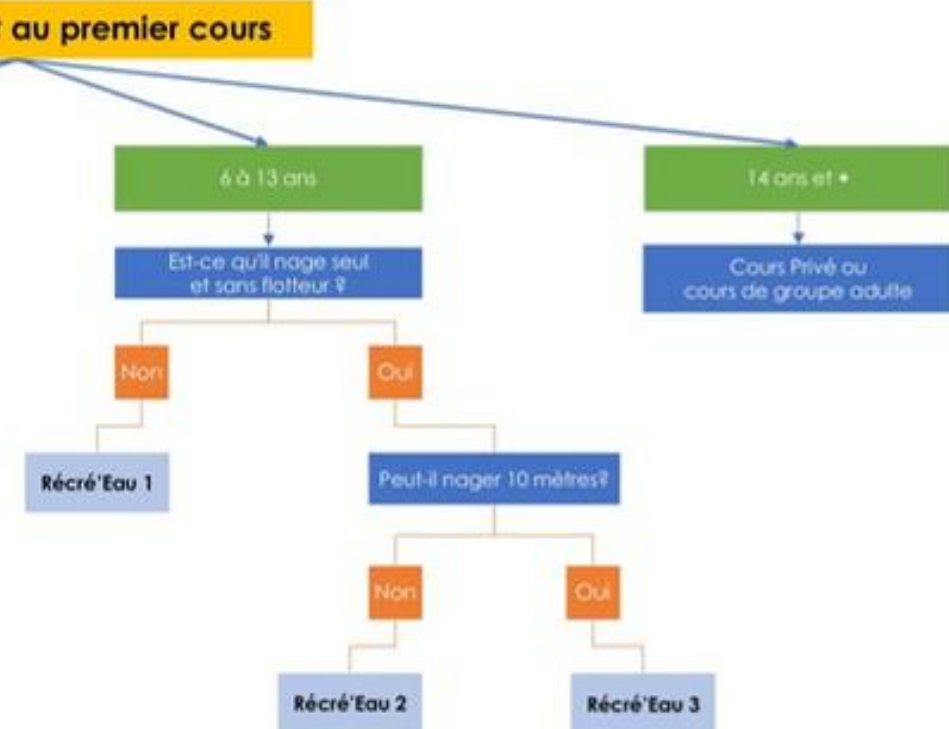 au premier cours
6 à 13 ans
14 ans et +
Est-ce qu'il nage seul
et sans flotteur ?
Cours Privé ou
cours de groupe adulte
Non
Oui
Récré'Eau 1
Peut-il nager 10 mètres?
Non
Oui
Récré'Eau 2
Récré'Eau 3